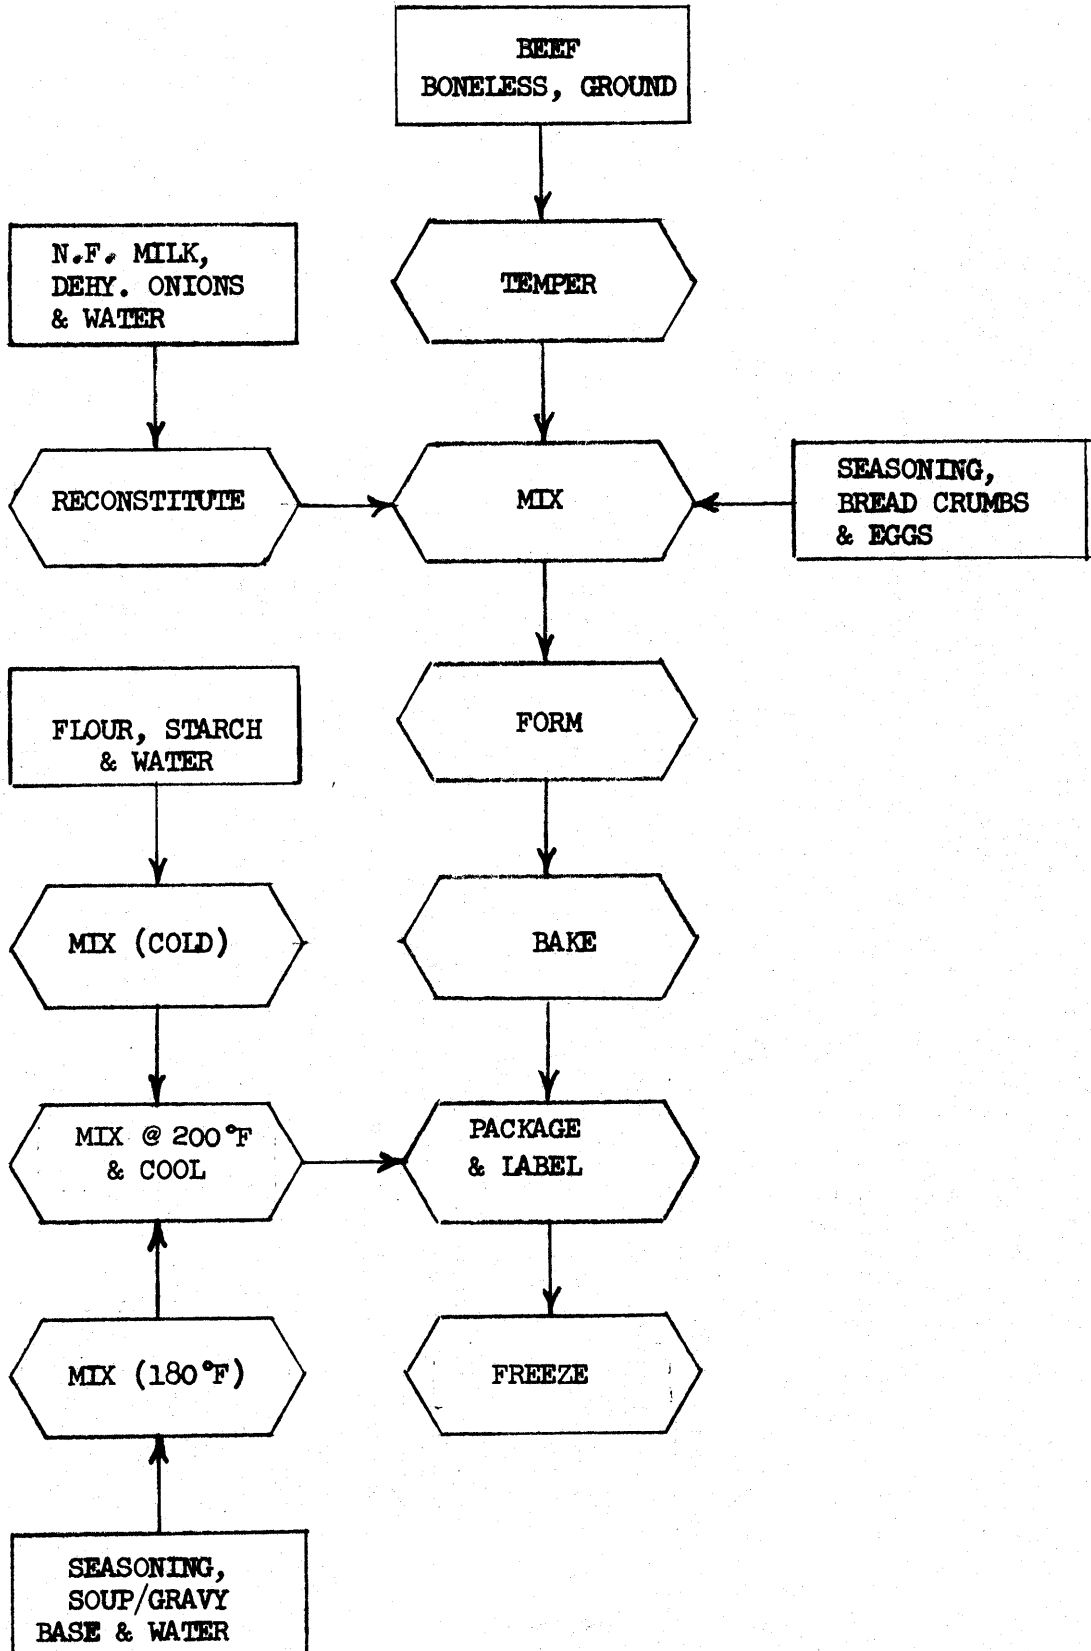 BEEF
BONELESS, GROUND
TEMPER
N.F. MILK,
DEHY. ONIONS
& WATER
RECONSTITUTE
MIX
SEASONING,
BREAD CRUMBS
& EGGS
FORM
FLOUR, STARCH
& WATER
MIX (COLD)
BAKE
MIX @ 200°F
& COOL
PACKAGE
& LABEL
MIX (180°F)
FREEZE
SEASONING,
SOUP/GRAVY
BASE & WATER